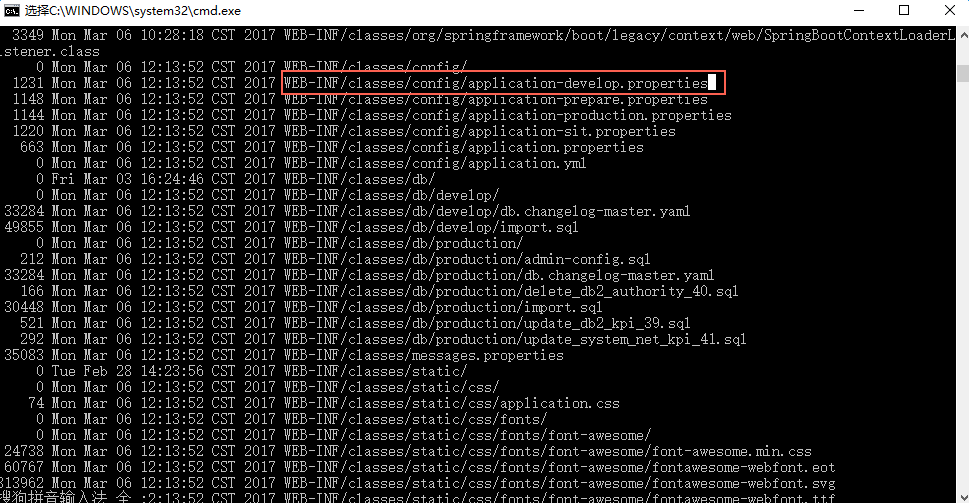 选择C:\WINDOWS\system32\cmd.exe
3349 Mon Mar 06 10:28:18 CST 2017 WEB-INF/classes/org/springframework/boot/legacy/context/web/SpringBootContextLoaderL
istener.class
0 Mon Mar 06 12:13:52 CST 2017 WEB-INF/classes/config/
1231 Mon Mar 06 12:13:52 CST 2017 WEB-INF/classes/config/application-develop.properties
1148 Mon Mar 06 12:13:52 CST 2017 WEB-INF/classes/config/application-prepare.properties
1144 Mon Mar 06 12:13:52 CST 2017 WEB-INF/classes/config/application-production.properties
1220 Mon Mar 06 12:13:52 CST 2017 WEB-INF/classes/config/application-sit.properties
663 Mon Mar 06 12:13:52 CST 2017 WEB-INF/classes/config/application.properties
0 Mon Mar 06 12:13:52 CST 2017 WEB-INF/classes/config/application.yml
0 Fri Mar 03 16:24:46 CST 2017 WEB-INF/classes/db/
0 Mon Mar 06 12:13:52 CST 2017 WEB-INF/classes/db/develop/
33284 Mon Mar 06 12:13:52 CST 2017 WEB-INF/classes/db/develop/db.changelog-master.yaml
49855 Mon Mar 06 12:13:52 CST 2017 WEB-INF/classes/db/develop/import.sql
0 Mon Mar 06 12:13:52 CST 2017 WEB-INF/classes/db/production/
212 Mon Mar 06 12:13:52 CST 2017 WEB-INF/classes/db/production/admin-config.sql
33284 Mon Mar 06 12:13:52 CST 2017 WEB-INF/classes/db/production/db.changelog-master.yaml
166 Mon Mar 06 12:13:52 CST 2017 WEB-INF/classes/db/production/delete_db2_authority_40.sql
30448 Mon Mar 06 12:13:52 CST 2017 WEB-INF/classes/db/production/import.sql
521 Mon Mar 06 12:13:52 CST 2017 WEB-INF/classes/db/production/update_db2_kpi_39.sql
292 Mon Mar 06 12:13:52 CST 2017 WEB-INF/classes/db/production/update_system_net_kpi_41.sql
35083 Mon Mar 06 12:13:52 CST 2017 WEB-INF/classes/messages.properties
0 Tue Feb 28 14:23:56 CST 2017 WEB-INF/classes/static/
0 Mon Mar 06 12:13:52 CST 2017 WEB-INF/classes/static/css/
74 Mon Mar 06 12:13:52 CST 2017 WEB-INF/classes/static/css/application.css
0 Mon Mar 06 12:13:52 CST 2017 WEB-INF/classes/static/css/fonts/
0 Mon Mar 06 12:13:52 CST 2017 WEB-INF/classes/static/css/fonts/font-awesome/
24738 Mon Mar 06 12:13:52 CST 2017 WEB-INF/classes/static/css/fonts/font-awesome/font-awesome.min.css
60767 Mon Mar 06 12:13:52 CST 2017 WEB-INF/classes/static/css/fonts/font-awesome/fontawesome-webfont.eot
313962 Mon Mar 06 12:13:52 CST 2017 WEB-INF/classes/static/css/fonts/font-awesome/fontawesome-webfont.svg
搜狗拼音输入法 全 :2:13:52 CST 2017 WEB-INF/classes/static/css/fonts/font-awesome/fontawesome-webfont.ttf